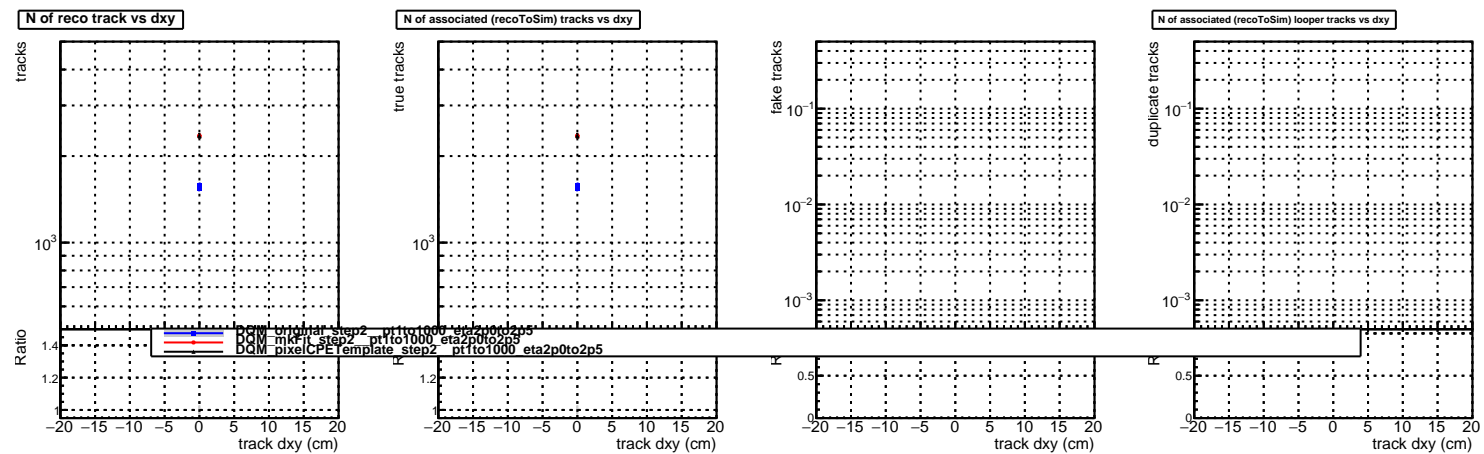 N of reco track vs dxy
tracks
10³
Ratio
1.4
1.2
1
−20 −15 −10 −5 0 5 10 15 20
track dxy (cm)
N of associated (recoToSim) tracks vs dxy
true tracks
10³
1.4
1.2
1
−20 −15 −10 −5 0 5 10 15 20
track dxy (cm)
fake tracks
10⁻¹
10⁻²
10⁻³
0.5
0
−20 −15 −10 −5 0 5 10 15 20
track dxy (cm)
N of associated (recoToSim) looper tracks vs dxy
duplicate tracks
10⁻¹
10⁻²
10⁻³
0.5
0
−20 −15 −10 −5 0 5 10 15 20
track dxy (cm)
DQM_original_step2__pt1to1000_eta2p0to2p5
DQM_mkFit_step2__pt1to1000_eta2p0to2p5
DQM_pixelCPETemplate_step2__pt1to1000_eta2p0to2p5